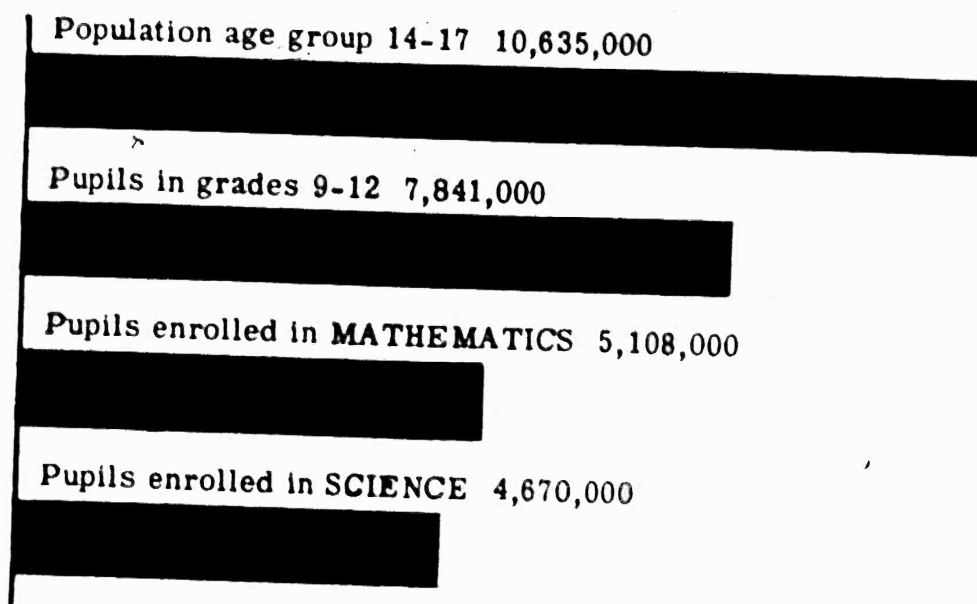 Population age group 14-17 10,635,000
Pupils in grades 9-12 7,841,000
Pupils enrolled in MATHEMATICS 5,108,000
Pupils enrolled in SCIENCE 4,670,000